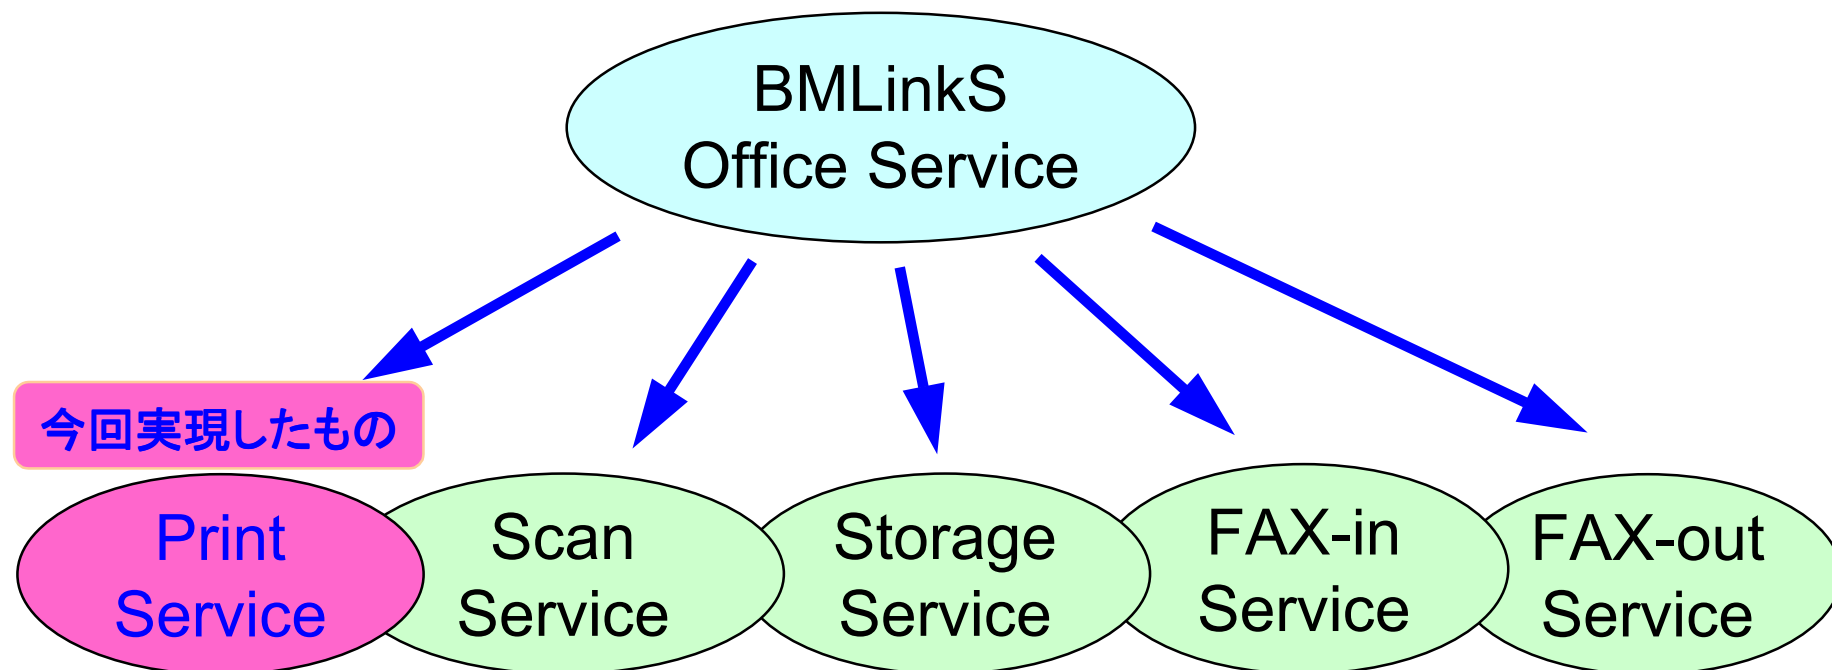 BMLinkS
Office Service
今回実現したもの
Print
Service
Scan
Service
Storage
Service
FAX-in
Service
FAX-out
Service